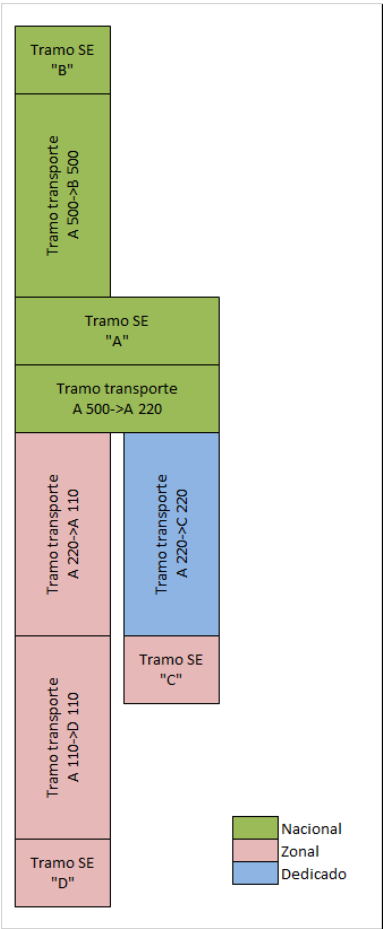 Tramo SE
"B"
Tramo transporte
A 500->B 500
Tramo SE
"A"
Tramo transporte
A 500->A 220
Tramo transporte
A 220->A 110
Tramo transporte
A 220->C 220
Tramo SE
"C"
Tramo transporte
A 110->D 110
Tramo SE
"D"
Nacional
Zonal
Dedicado